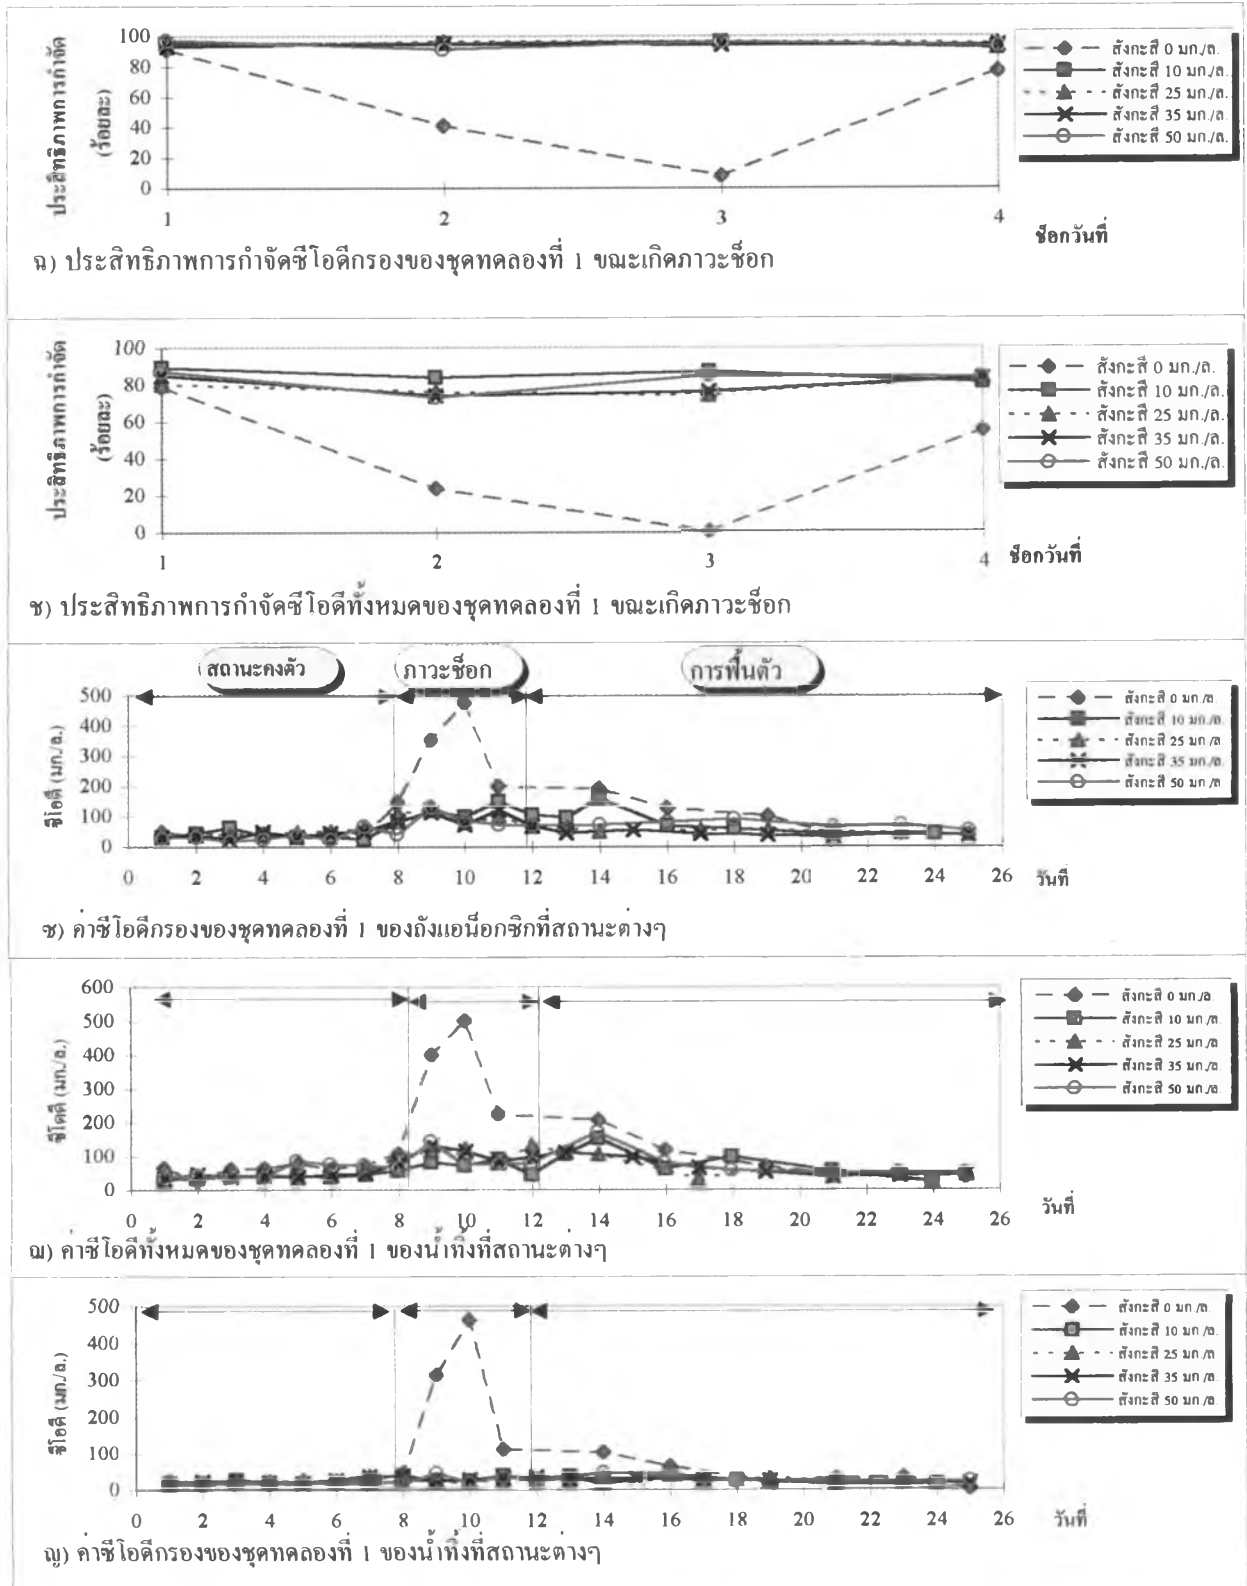 ประสิทธิภาพการกำจัด
(ร้อยละ)
100
80
60
40
20
0
1
2
3
4
ช็อกวันที่
สังกะสี 0 มก./ล.
สังกะสี 10 มก./ล.
สังกะสี 25 มก./ล.
สังกะสี 35 มก./ล.
สังกะสี 50 มก./ล.
ฉ) ประสิทธิภาพการกำจัดซีโอดีกรองของชุดทดลองที่ 1 ขณะเกิดภาวะช็อก
ประสิทธิภาพการกำจัด
(ร้อยละ)
100
80
60
40
20
0
1
2
3
4
ช็อกวันที่
สังกะสี 0 มก./ล.
สังกะสี 10 มก./ล.
สังกะสี 25 มก./ล.
สังกะสี 35 มก./ล.
สังกะสี 50 มก./ล.
ช) ประสิทธิภาพการกำจัดซีโอดีทั้งหมดของชุดทดลองที่ 1 ขณะเกิดภาวะช็อก
สถานะคงตัว
ภาวะช็อก
การฟื้นตัว
ซีโอดี (มก./ล.)
500
400
300
200
100
0
0 2 4 6 8 10 12 14 16 18 20 22 24 26
วันที่
สังกะสี 0 มก./ล
สังกะสี 10 มก./ล.
สังกะสี 25 มก./ล
สังกะสี 35 มก./ล.
สังกะสี 50 มก./ล
ซ) ค่าซีโอดีกรองของชุดทดลองที่ 1 ของถังแอน็อกซิกที่สถานะต่างๆ
ซีโอดี (มก./ล.)
600
500
400
300
200
100
0
0 2 4 6 8 10 12 14 16 18 20 22 24 26
วันที่
สังกะสี 0 มก./ล.
สังกะสี 10 มก./ล.
สังกะสี 25 มก./ล
สังกะสี 35 มก./ล.
สังกะสี 50 มก./ล.
ฌ) ค่าซีโอดีทั้งหมดของชุดทดลองที่ 1 ของน้ำทิ้งที่สถานะต่างๆ
ซีโอดี (มก./ล.)
500
400
300
200
100
0
0 2 4 6 8 10 12 14 16 18 20 22 24 26
วันที่
สังกะสี 0 มก./ล.
สังกะสี 10 มก./ล.
สังกะสี 25 มก./ล
สังกะสี 35 มก./ล.
สังกะสี 50 มก./ล.
ญ) ค่าซีโอดีกรองของชุดทดลองที่ 1 ของน้ำทิ้งที่สถานะต่างๆ